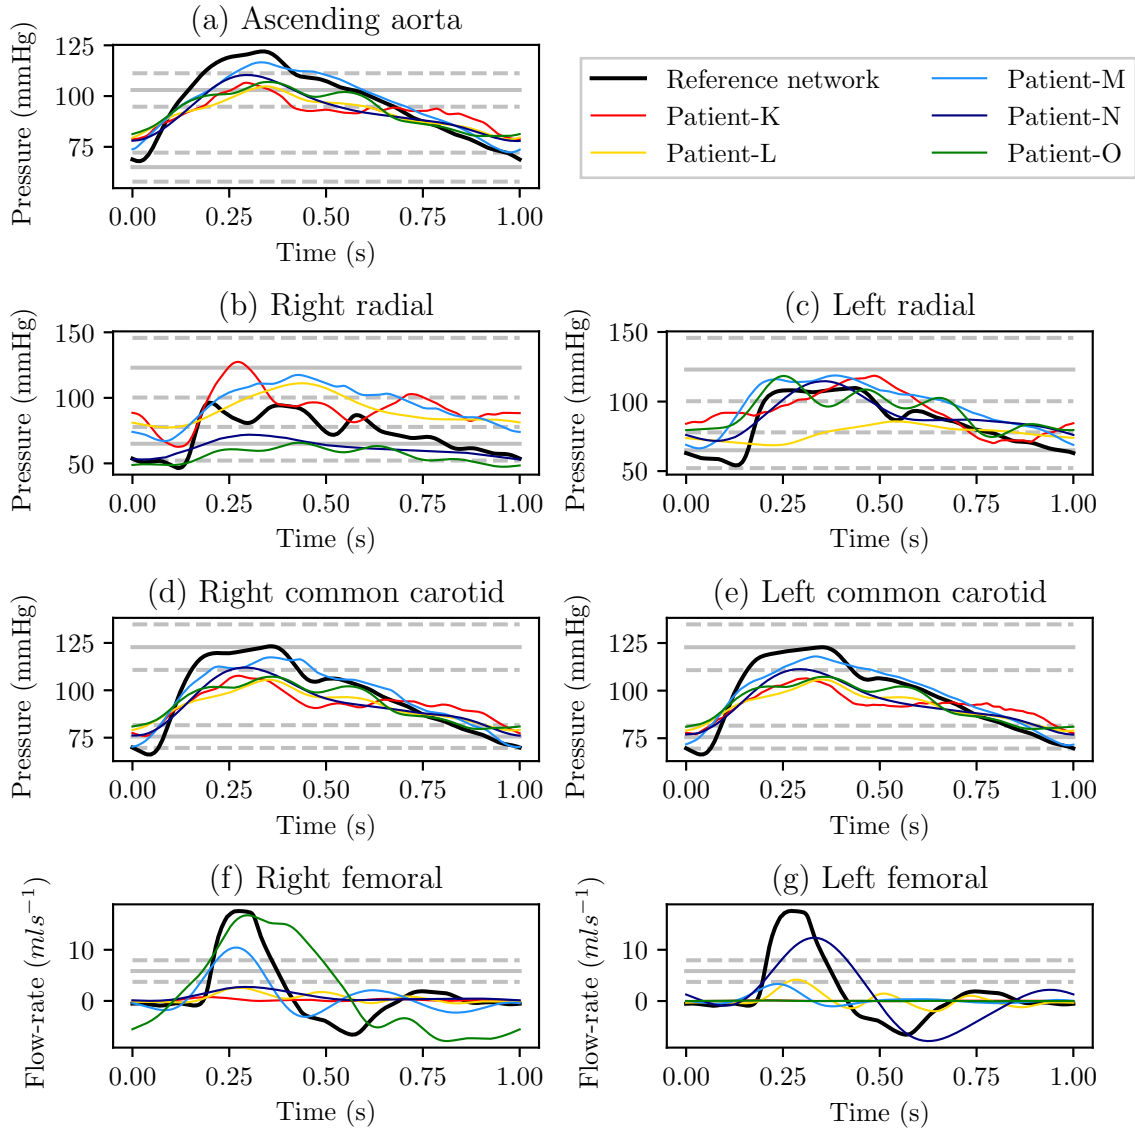 (a) Ascending aorta
Pressure (mmHg)
125
100
75
0.00 0.25 0.50 0.75 1.00
Time (s)
Reference network
Patient-K
Patient-L
Patient-M
Patient-N
Patient-O
(b) Right radial
Pressure (mmHg)
150
100
50
0.00 0.25 0.50 0.75 1.00
Time (s)
(c) Left radial
Pressure (mmHg)
150
100
50
0.00 0.25 0.50 0.75 1.00
Time (s)
(d) Right common carotid
Pressure (mmHg)
125
100
75
0.00 0.25 0.50 0.75 1.00
Time (s)
(e) Left common carotid
Pressure (mmHg)
125
100
75
0.00 0.25 0.50 0.75 1.00
Time (s)
(f) Right femoral
Flow-rate (mls⁻¹)
10
0
0.00 0.25 0.50 0.75 1.00
Time (s)
(g) Left femoral
Flow-rate (mls⁻¹)
10
0
0.00 0.25 0.50 0.75 1.00
Time (s)